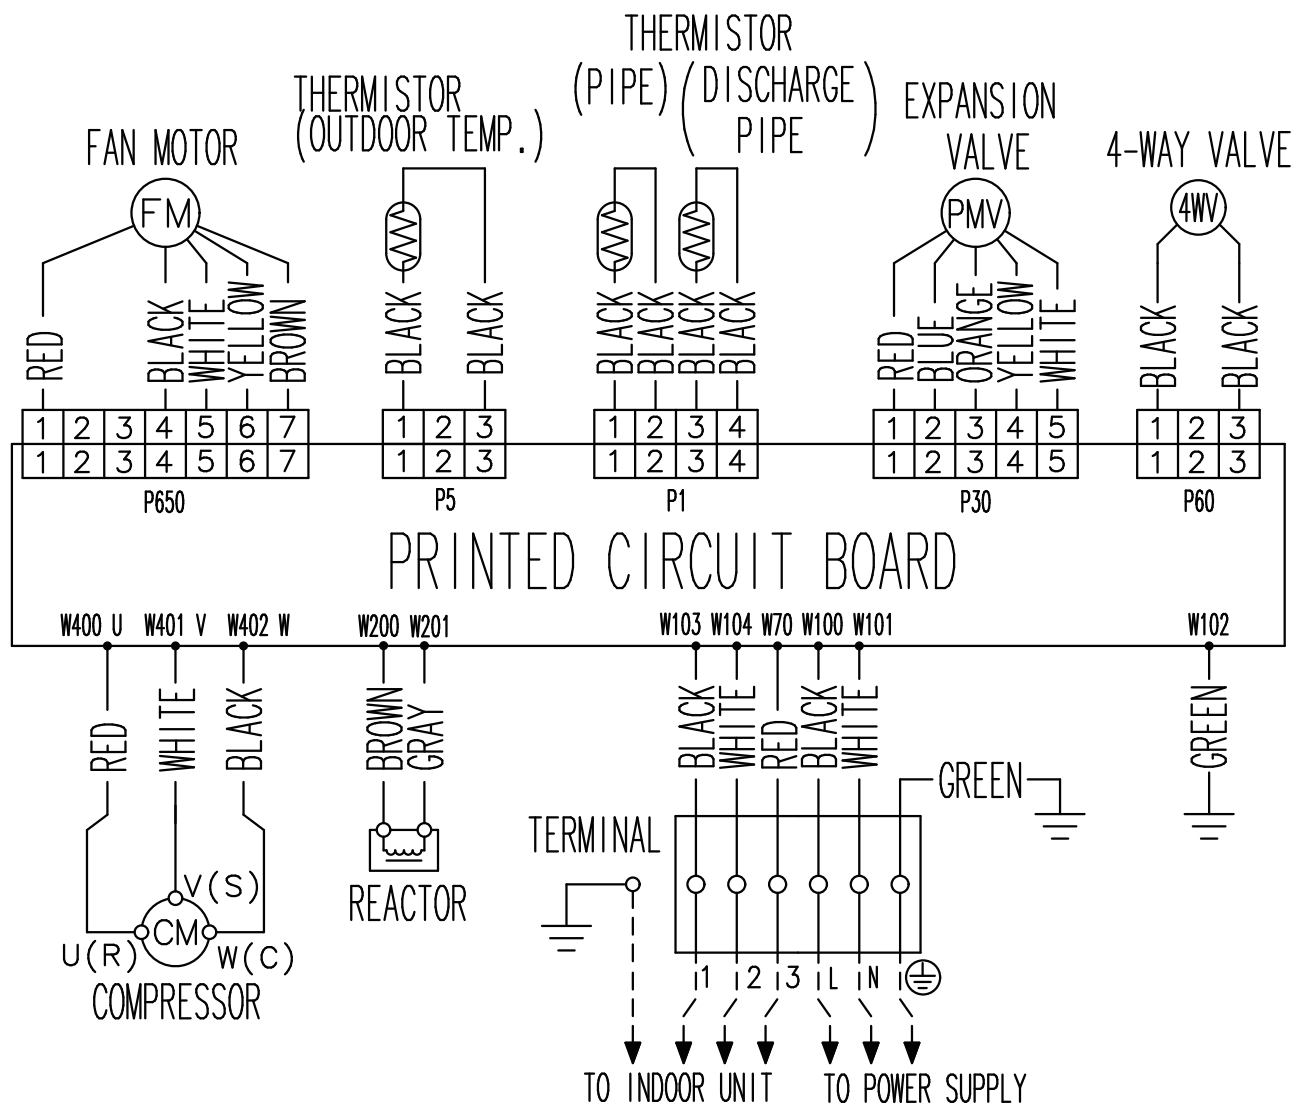 THERMISTOR
(PIPE) (DISCHARGE
PIPE)
THERMISTOR
(OUTDOOR TEMP.)
EXPANSION
VALVE
FAN MOTOR
4-WAY VALVE
FM
PMV
4WV
RED
BLACK
WHITE
YELLOW
BROWN
BLACK
BLACK
BLACK
BLACK
BLACK
BLACK
RED
BLUE
ORANGE
YELLOW
WHITE
BLACK
BLACK
1 2 3 4 5 6 7
1 2 3
1 2 3 4
1 2 3 4 5
1 2 3
1 2 3 4 5 6 7
1 2 3
1 2 3 4
1 2 3 4 5
1 2 3
P650
P5
P1
P30
P60
PRINTED CIRCUIT BOARD
W400 U W401 V W402 W
W200 W201
W103 W104 W70 W100 W101
W102
RED
WHITE
BLACK
BROWN
GRAY
BLACK
WHITE
RED
BLACK
WHITE
GREEN
GREEN
TERMINAL
V(S)
CM
U(R)
W(C)
COMPRESSOR
REACTOR
1 2 3 L N
TO INDOOR UNIT
TO POWER SUPPLY